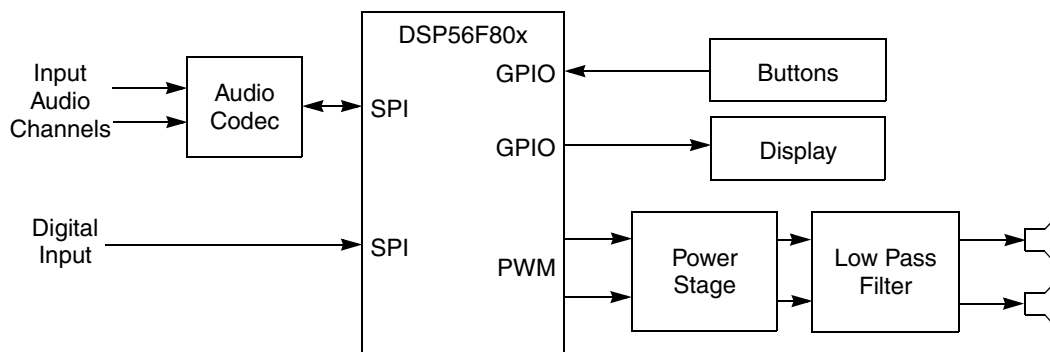 DSP56F80x
Input
Audio
Channels
Audio
Codec
SPI
GPIO
Buttons
GPIO
Display
Digital
Input
SPI
PWM
Power
Stage
Low Pass
Filter